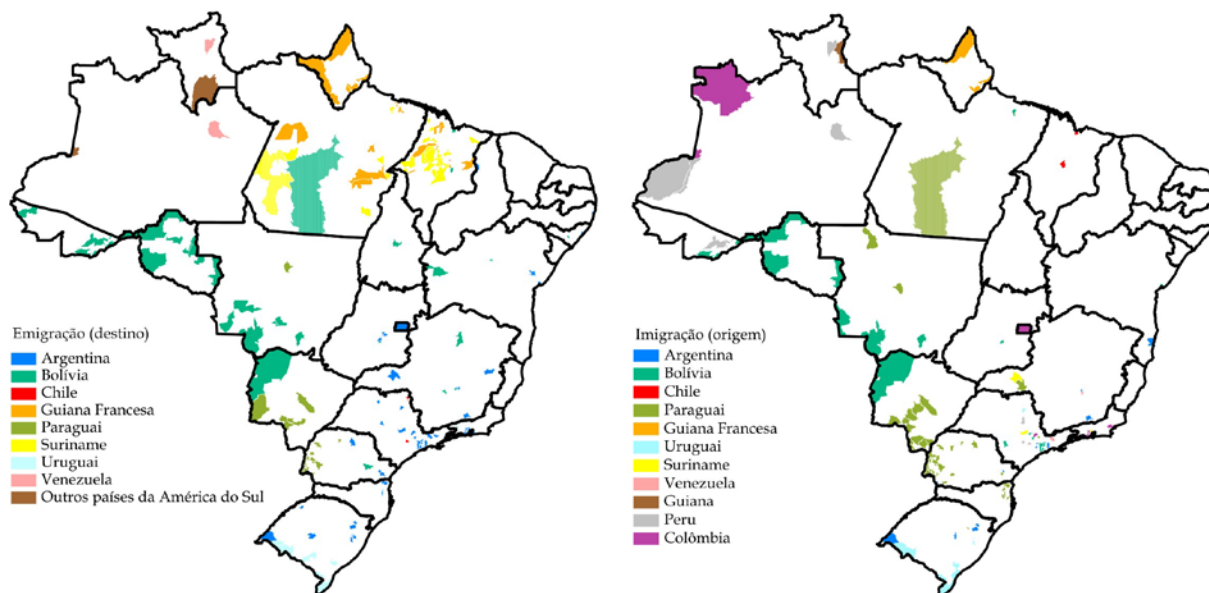 Emigração (destino)
Argentina
Bolívia
Chile
Guiana Francesa
Paraguai
Suriname
Uruguai
Venezuela
Outros países da América do Sul
Imigração (origem)
Argentina
Bolívia
Chile
Paraguai
Guiana Francesa
Uruguai
Suriname
Venezuela
Guiana
Peru
Colômbia